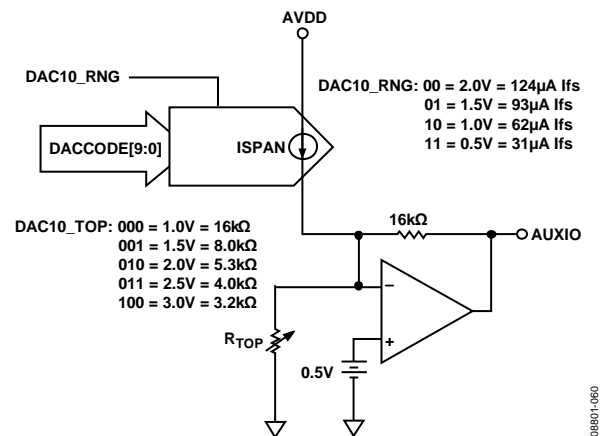 AVDD
DAC10_RNG
DAC10_RNG: 00 = 2.0V = 124µA Ifs
01 = 1.5V = 93µA Ifs
10 = 1.0V = 62µA Ifs
11 = 0.5V = 31µA Ifs
DACCODE[9:0]
ISPAN
DAC10_TOP: 000 = 1.0V = 16kΩ
001 = 1.5V = 8.0kΩ
010 = 2.0V = 5.3kΩ
011 = 2.5V = 4.0kΩ
100 = 3.0V = 3.2kΩ
16kΩ
AUXIO
−
+
RTOP
0.5V
08801-060